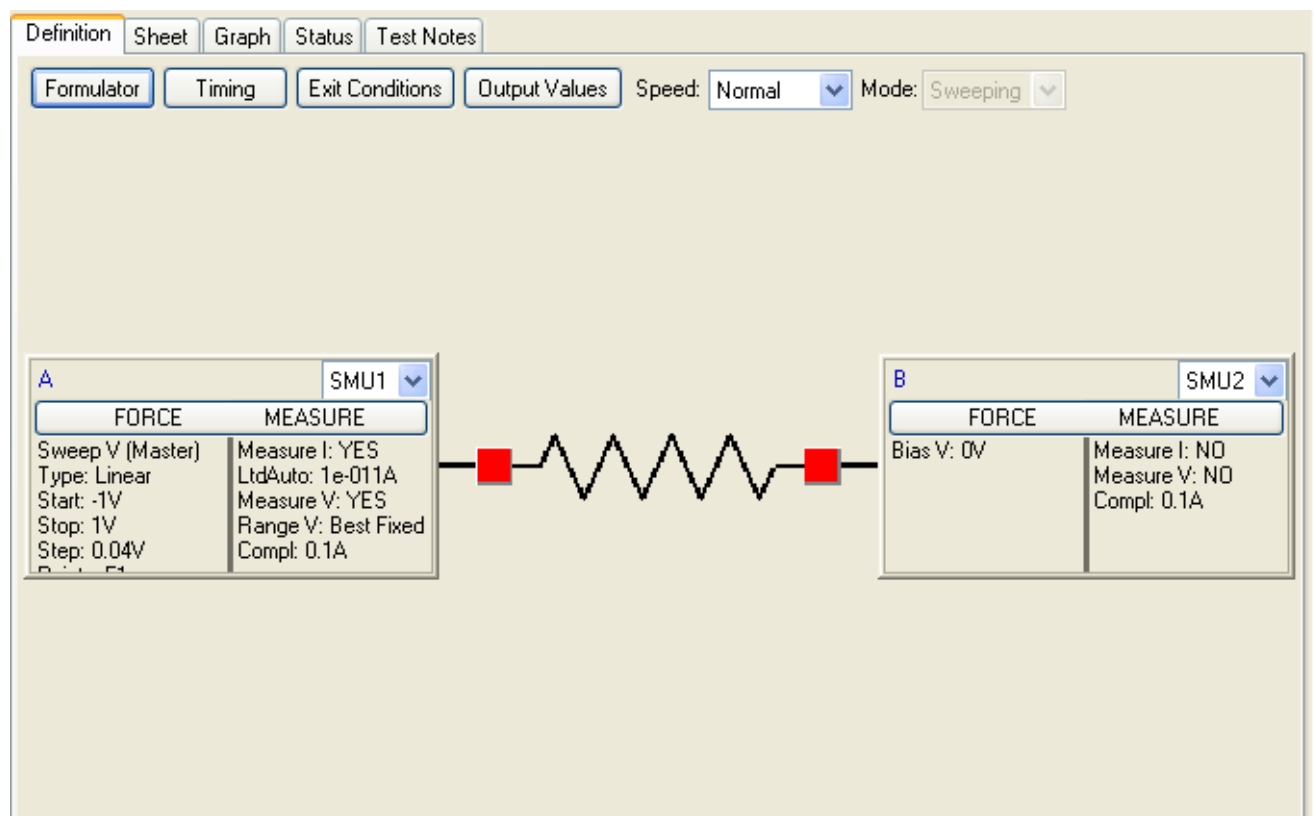 Definition Sheet Graph Status Test Notes
Formulator Timing Exit Conditions Output Values Speed: Normal Mode: Sweeping
A SMU1
FORCE MEASURE
Sweep V (Master) Measure I: YES
Type: Linear LtdAuto: 1e-011A
Start: -1V Measure V: YES
Stop: 1V Range V: Best Fixed
Step: 0.04V Compl: 0.1A
B SMU2
FORCE MEASURE
Bias V: 0V Measure I: NO
Measure V: NO
Compl: 0.1A